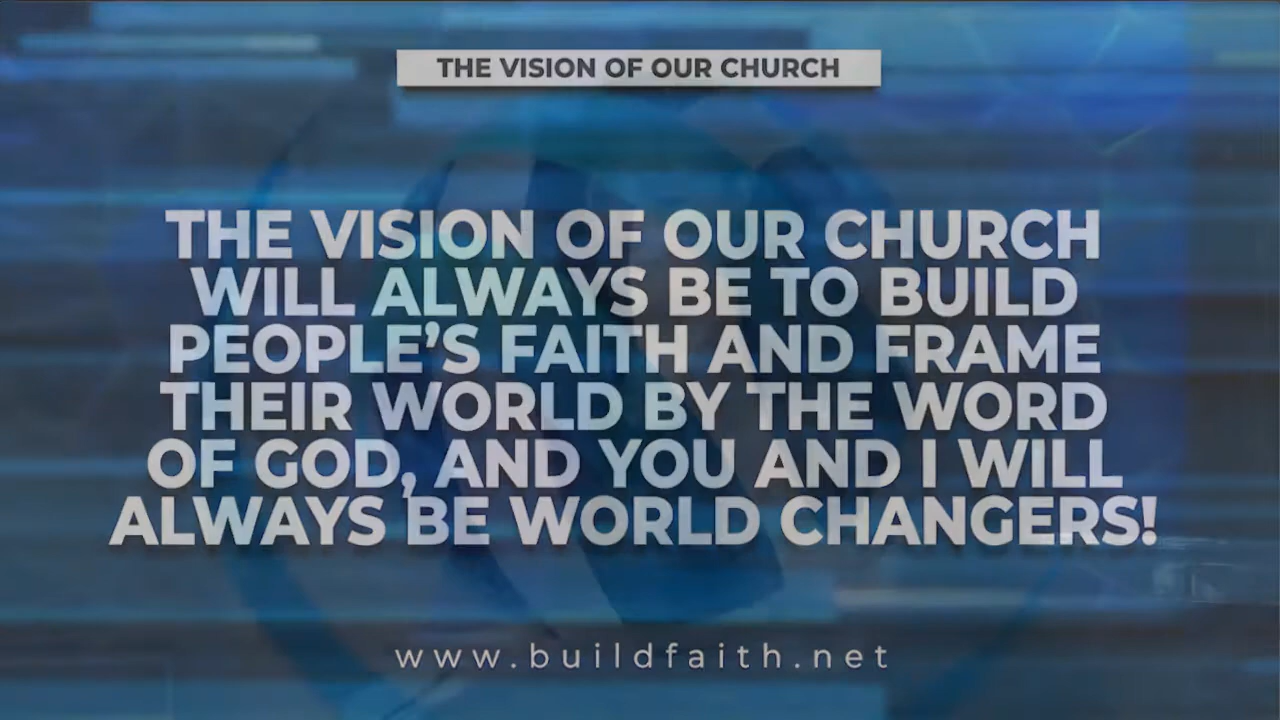 THE VISION OF OUR CHURCH
THE VISION OF OUR CHURCH
WILL ALWAYS BE TO BUILD
PEOPLE’S FAITH AND FRAME
THEIR WORLD BY THE WORD
OF GOD, AND YOU AND I WILL
ALWAYS BE WORLD CHANGERS!
www.buildfaith.net